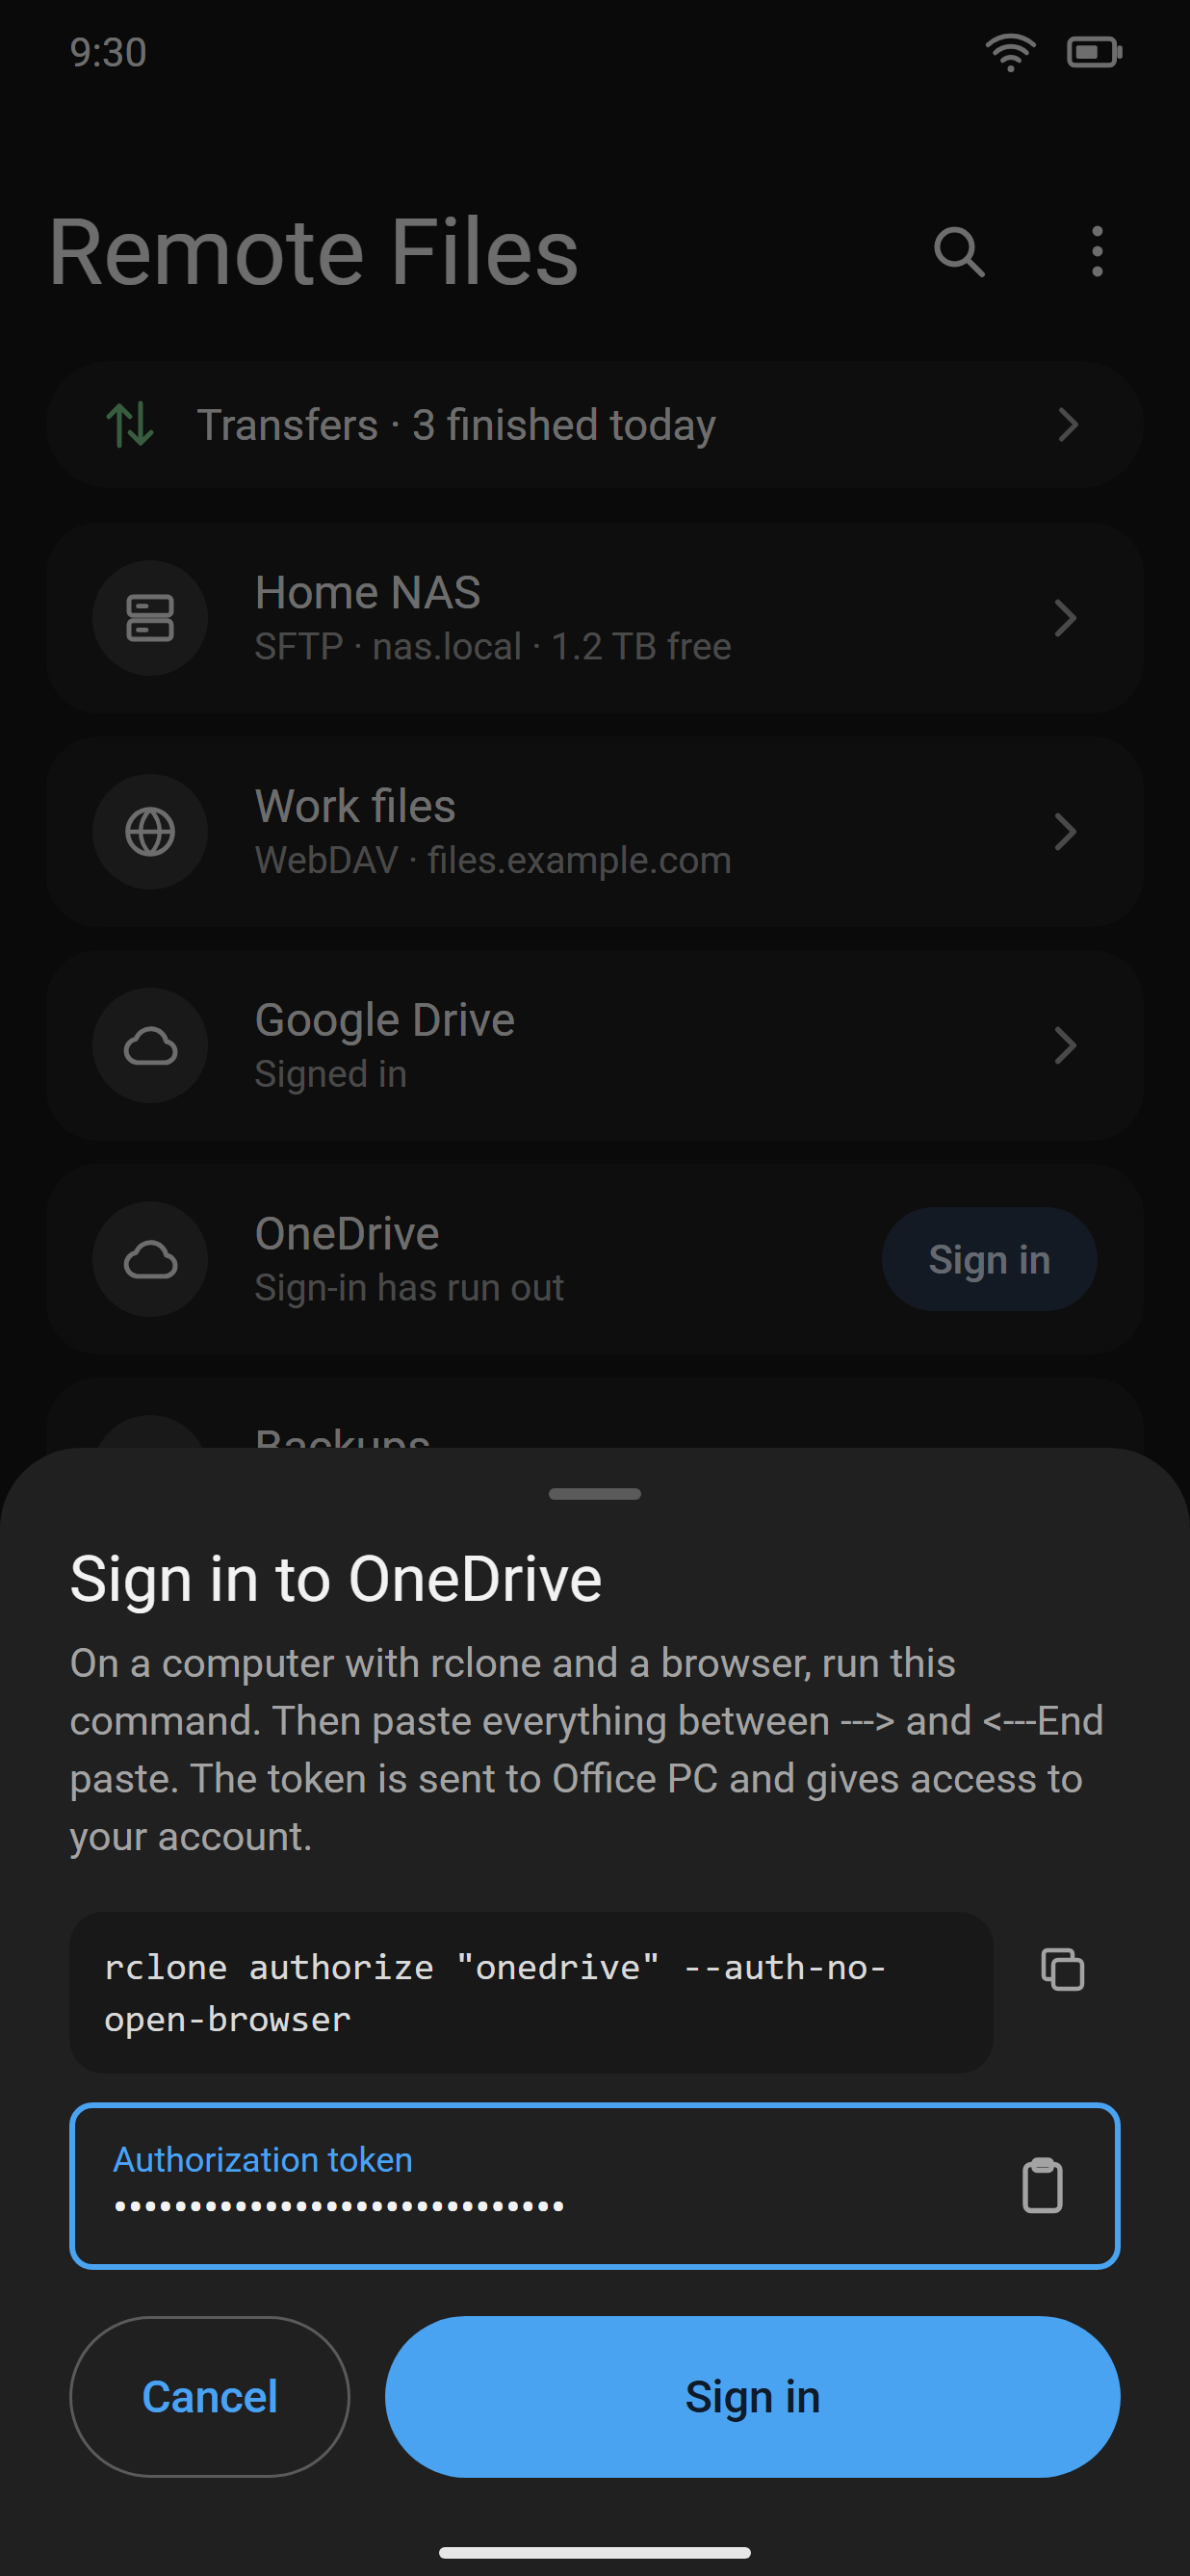 9:30
Remote Files
Transfers · 3 finished today
Home NAS
SFTP · nas.local · 1.2 TB free
Work files
WebDAV · files.example.com
Google Drive
Signed in
OneDrive
Sign-in has run out
Sign in
Backups
Sign in to OneDrive
On a computer with rclone and a browser, run this
command. Then paste everything between ---> and <---End
paste. The token is sent to Office PC and gives access to
your account.
rclone authorize "onedrive" --auth-no-
open-browser
Authorization token
••••••••••••••••••••••••••••••
Cancel
Sign in